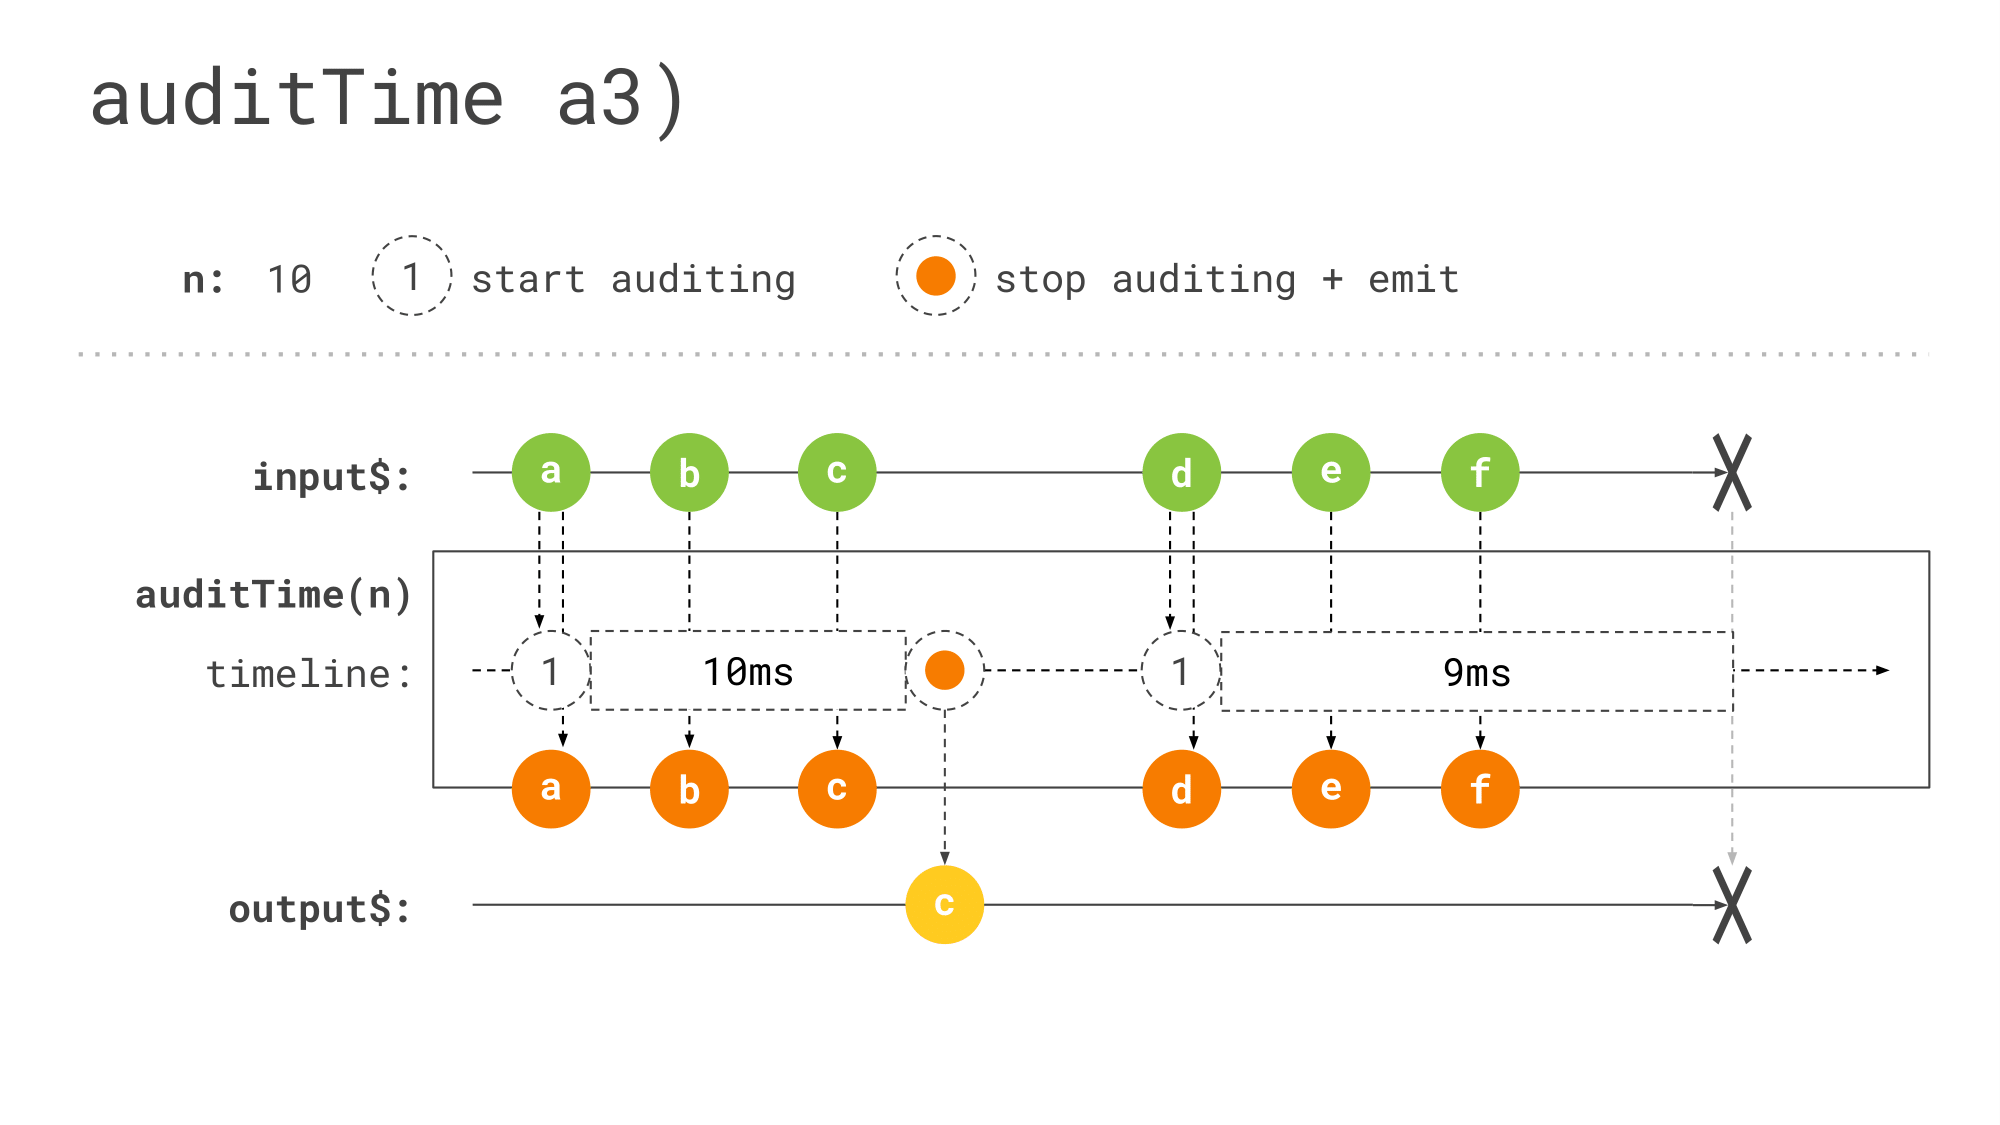 auditTime a3)
n: 10 1 start auditing stop auditing + emit
input$: a b c d e f X
auditTime(n)
timeline: 1 10ms 1 9ms
a b c d e f
output$: c X